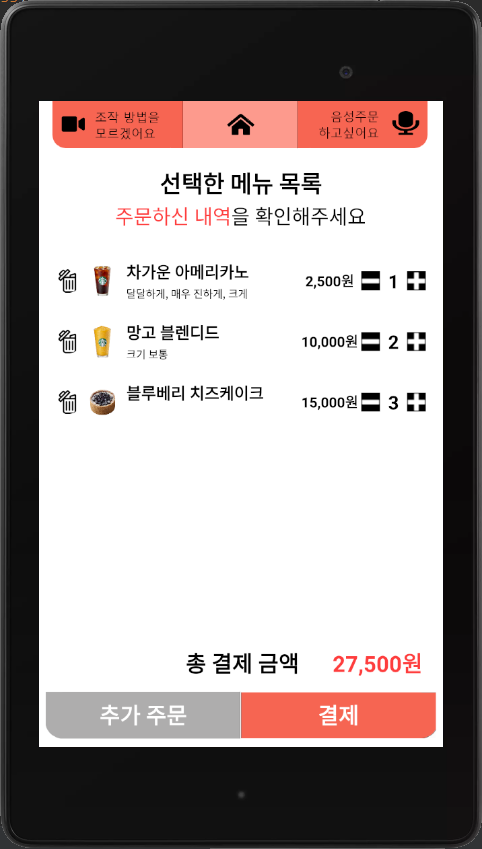 조작 방법을
모르겠어요
음성주문
하고싶어요
선택한 메뉴 목록
주문하신 내역을 확인해주세요
차가운 아메리카노
달달하게, 매우 진하게, 크게
2,500원 1
망고 블렌디드
크기 보통
10,000원 2
블루베리 치즈케이크
15,000원 3
총 결제 금액 27,500원
추가 주문 결제